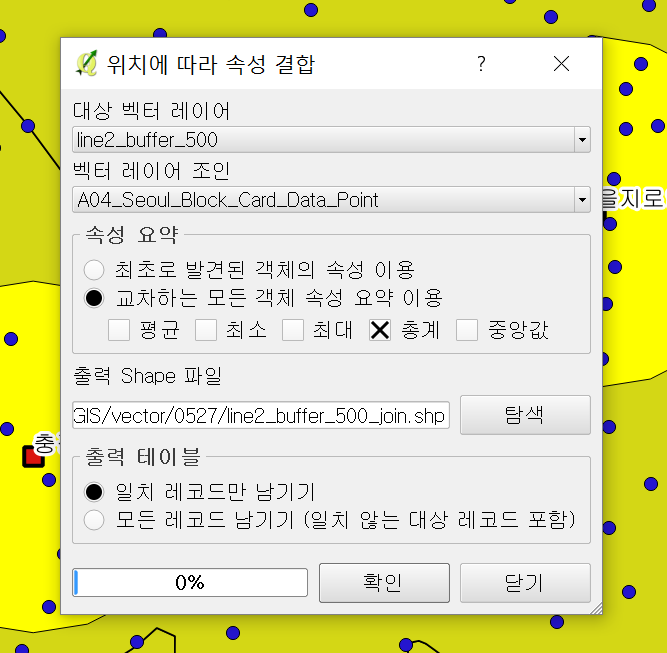 위치에 따라 속성 결합 ?
대상 벡터 레이어
line2_buffer_500
벡터 레이어 조인
A04_Seoul_Block_Card_Data_Point
을지로
속성 요약
최초로 발견된 객체의 속성 이용
교차하는 모든 객체 속성 요약 이용
평균 최소 최대 총계 중앙값
출력 Shape 파일
GIS/vector/0527/line2_buffer_500_join.shp 탐색
충
출력 테이블
일치 레코드만 남기기
모든 레코드 남기기 (일치 않는 대상 레코드 포함)
0% 확인 닫기